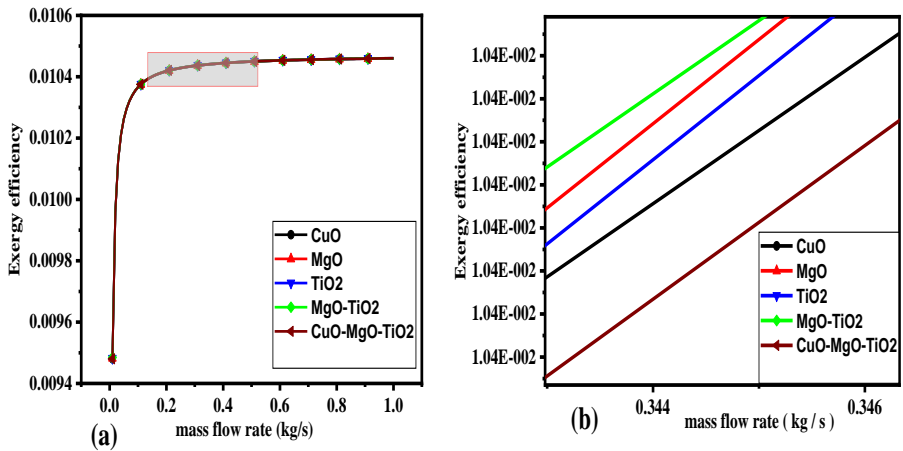 0.0106
0.0104
0.0102
0.0100
0.0098
0.0096
0.0094
Exergy efficiency
CuO
MgO
TiO2
MgO-TiO2
CuO-MgO-TiO2
0.0 0.2 0.4 0.6 0.8 1.0
(a)
mass flow rate (kg/s)
1.04E-002
1.04E-002
1.04E-002
1.04E-002
1.04E-002
1.04E-002
1.04E-002
1.04E-002
Exergy efficiency
CuO
MgO
TiO2
MgO-TiO2
CuO-MgO-TiO2
0.344 0.346
(b)
mass flow rate ( kg / s )